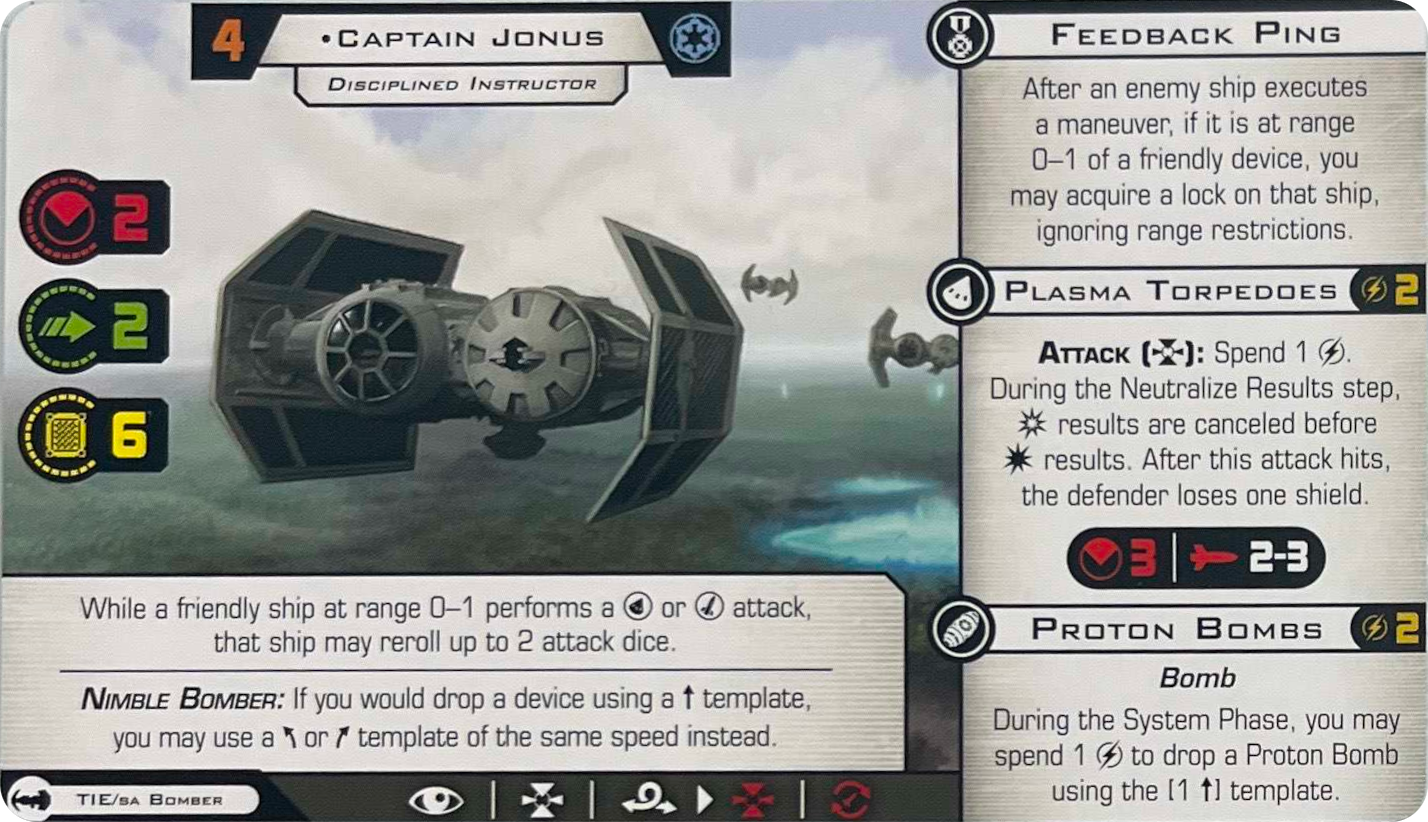 4
•Captain Jonus
Disciplined Instructor
2
2
6
While a friendly ship at range 0–1 performs a or attack,
that ship may reroll up to 2 attack dice.
Nimble Bomber: If you would drop a device using a template,
you may use a or template of the same speed instead.
TIE/sa Bomber
Feedback Ping
After an enemy ship executes
a maneuver, if it is at range
0–1 of a friendly device, you
may acquire a lock on that ship,
ignoring range restrictions.
Plasma Torpedoes 2
Attack ( ): Spend 1 .
During the Neutralize Results step,
results are canceled before
results. After this attack hits,
the defender loses one shield.
3 | 2-3
Proton Bombs 2
Bomb
During the System Phase, you may
spend 1 to drop a Proton Bomb
using the [1 ↑] template.